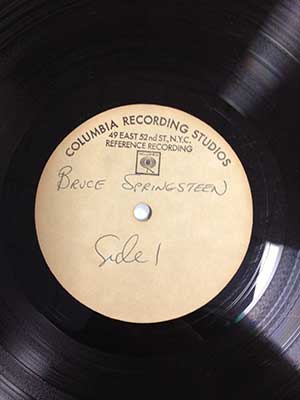 COLUMBIA RECORDING STUDIOS
49 EAST 52nd ST., N.Y.C.
REFERENCE RECORDING
BRUCE SPRINGSTEEN
Side 1